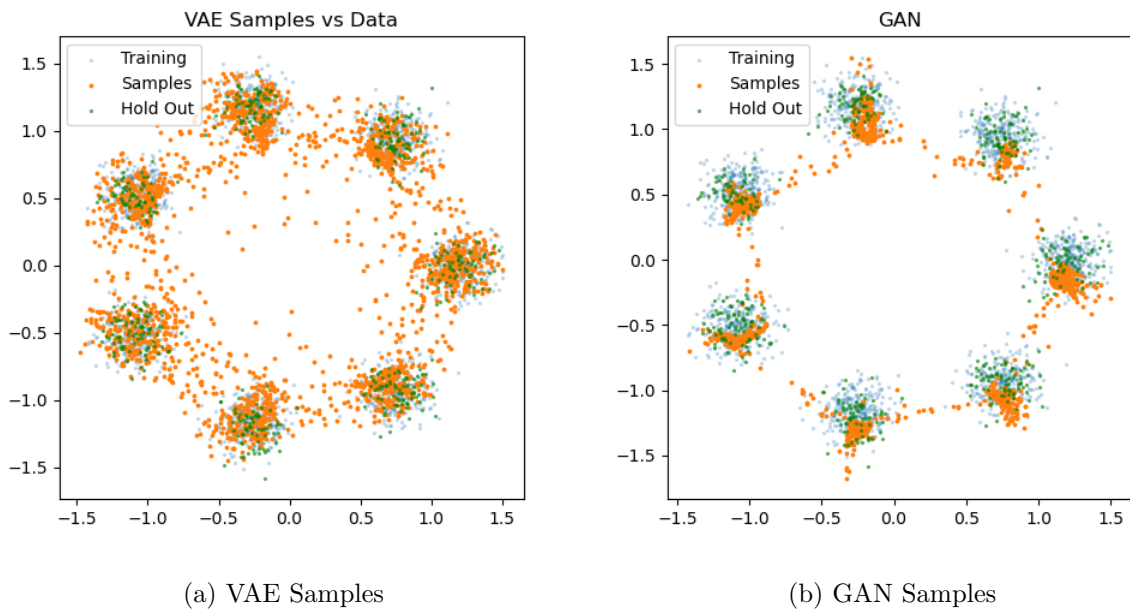 VAE Samples vs Data
Training
Samples
Hold Out
1.5
1.0
0.5
0.0
−0.5
−1.0
−1.5
−1.5 −1.0 −0.5 0.0 0.5 1.0 1.5
(a) VAE Samples
GAN
Training
Samples
Hold Out
1.5
1.0
0.5
0.0
−0.5
−1.0
−1.5
−1.5 −1.0 −0.5 0.0 0.5 1.0 1.5
(b) GAN Samples